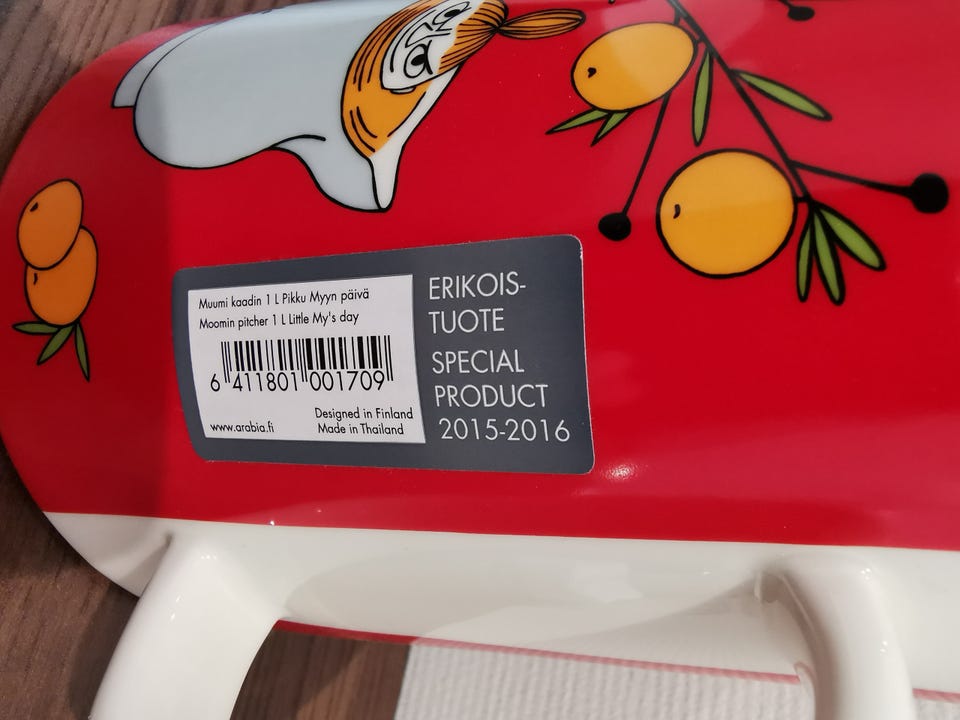 Muumi kaadin 1 L Pikku Myyn päivä
Moomin pitcher 1 L Little My's day
6 411801 001709
www.arabia.fi
Designed in Finland
Made in Thailand
ERIKOIS-
TUOTE
SPECIAL
PRODUCT
2015-2016